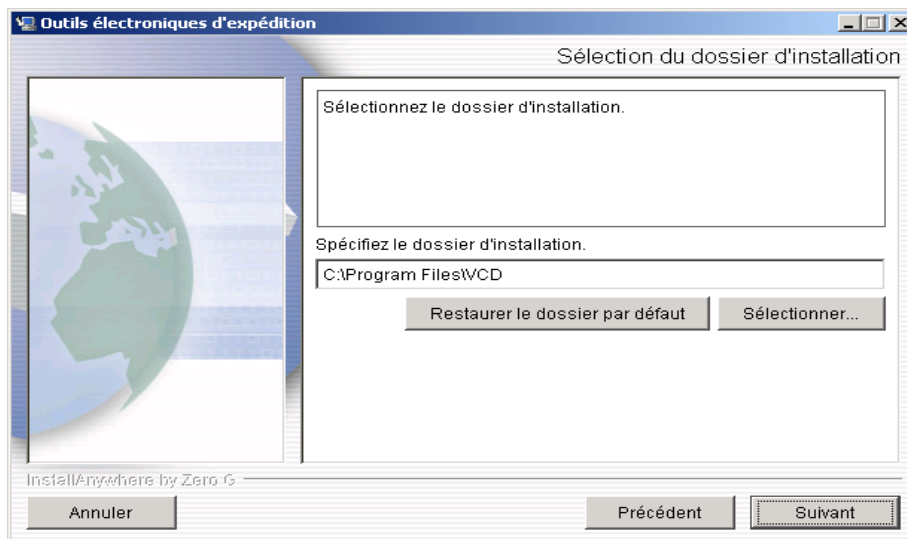 Outils électroniques d'expédition
Sélection du dossier d'installation
Sélectionnez le dossier d'installation.
Spécifiez le dossier d'installation.
C:\Program Files\VCD
Restaurer le dossier par défaut
Sélectionner...
InstallAnywhere by Zero G
Annuler
Précédent
Suivant